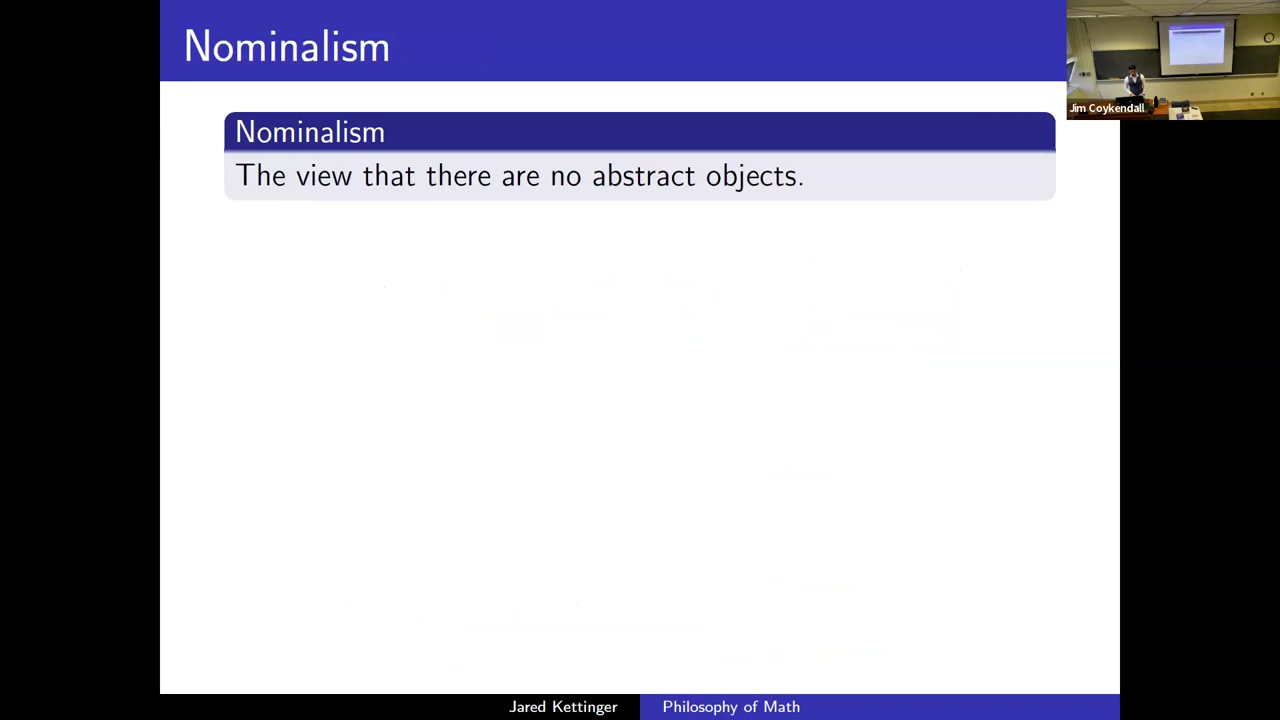 Nominalism
Jim Coykendall
Nominalism
The view that there are no abstract objects.
Jared Kettinger
Philosophy of Math